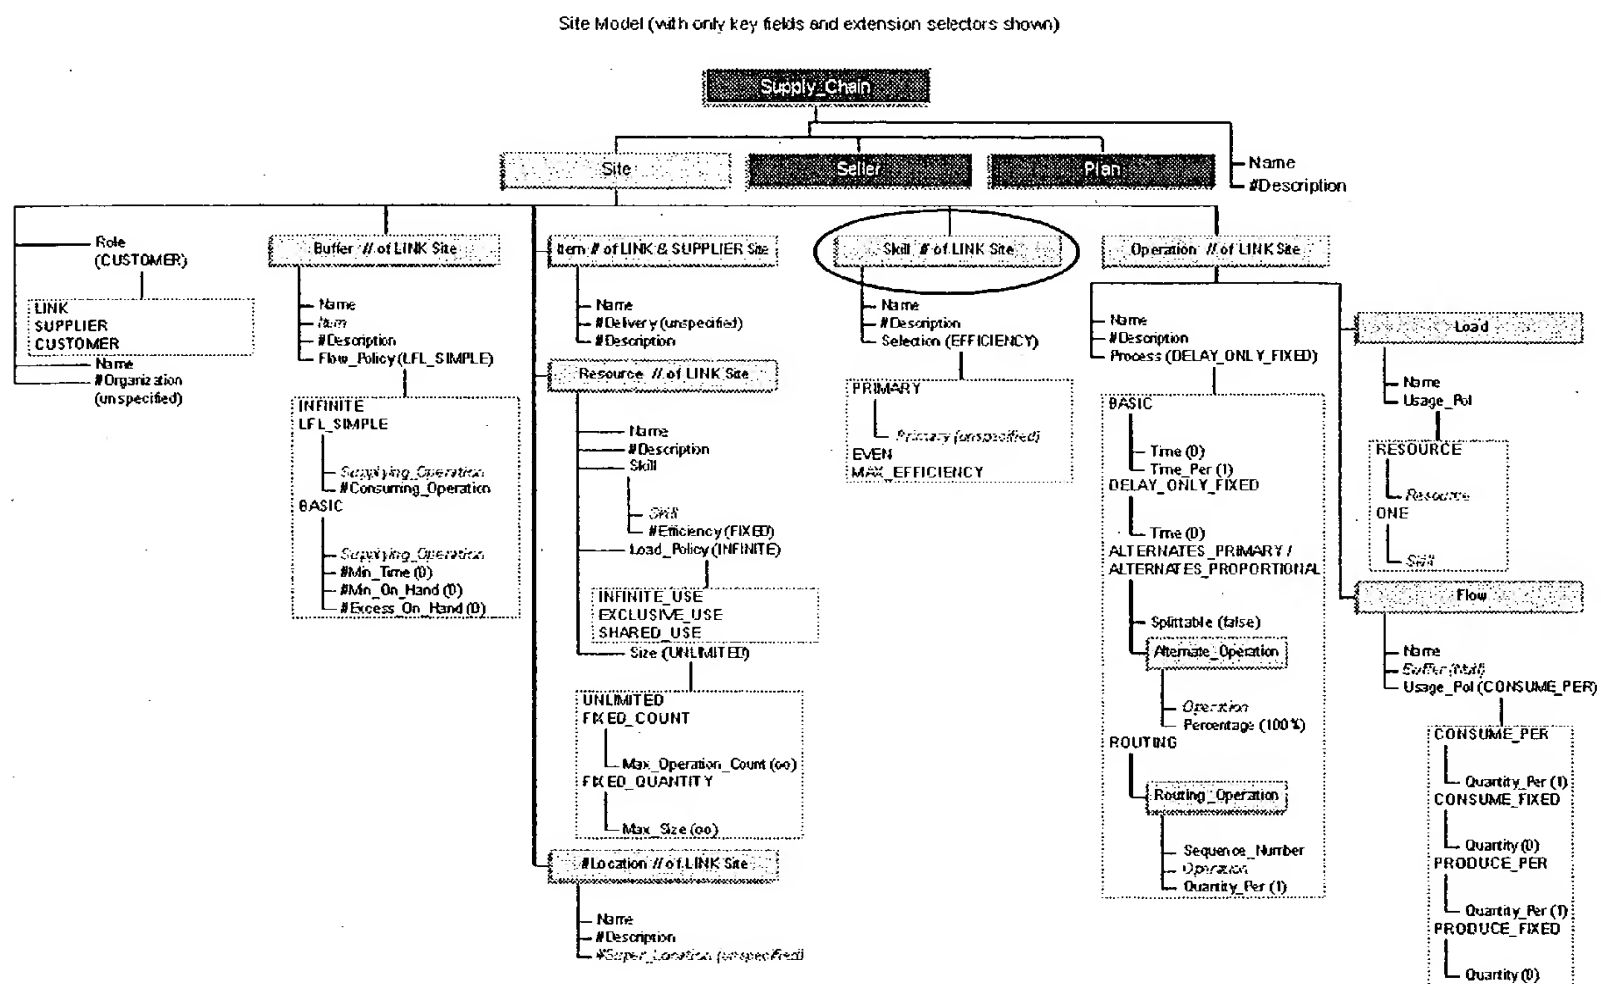 Site Model (with only key fields and extension selectors shown)
Supply_Chain
Name
#Description
Site
Seller
Plan
Role
(CUSTOMER)
LINK
SUPPLIER
CUSTOMER
Name
#Organization
(unspecified)
Buffer // of LINK Site
Name
Item
#Description
Flow_Policy (LFL_SIMPLE)
INFINITE
LFL_SIMPLE
Supplying_Operation
#Consuming_Operation
BASIC
Supplying_Operation
#Min_Time (0)
#Min_On_Hand (0)
#Excess_On_Hand (0)
Item # of LINK & SUPPLIER Site
Name
#Delivery (unspecified)
#Description
Resource // of LINK Site
Name
#Description
Skill
Skill
#Efficiency (FIXED)
Load_Policy (INFINITE)
INFINITE_USE
EXCLUSIVE_USE
SHARED_USE
Size (UNLIMITED)
UNLIMITED
FIXED_COUNT
Max_Operation_Count (oo)
FIXED_QUANTITY
Max_Size (oo)
#Location // of LINK Site
Name
#Description
#Super_Location (unspecified)
Skill # of LINK Site
Name
#Description
Selection (EFFICIENCY)
PRIMARY
Primary (unspecified)
EVEN
MAX_EFFICIENCY
Operation // of LINK Site
Name
#Description
Process (DELAY_ONLY_FIXED)
BASIC
Time (0)
Time_Per (1)
DELAY_ONLY_FIXED
Time (0)
ALTERNATES_PRIMARY /
ALTERNATES_PROPORTIONAL
Splittable (false)
Alternate_Operation
Operation
Percentage (100%)
ROUTING
Routing_Operation
Sequence_Number
Operation
Quantity_Per (1)
Load
Name
Usage_Pol
RESOURCE
Resource
ONE
Skill
Flow
Name
Buffer (Null)
Usage_Pol (CONSUME_PER)
CONSUME_PER
Quantity_Per (1)
CONSUME_FIXED
Quantity (0)
PRODUCE_PER
Quantity_Per (1)
PRODUCE_FIXED
Quantity (0)